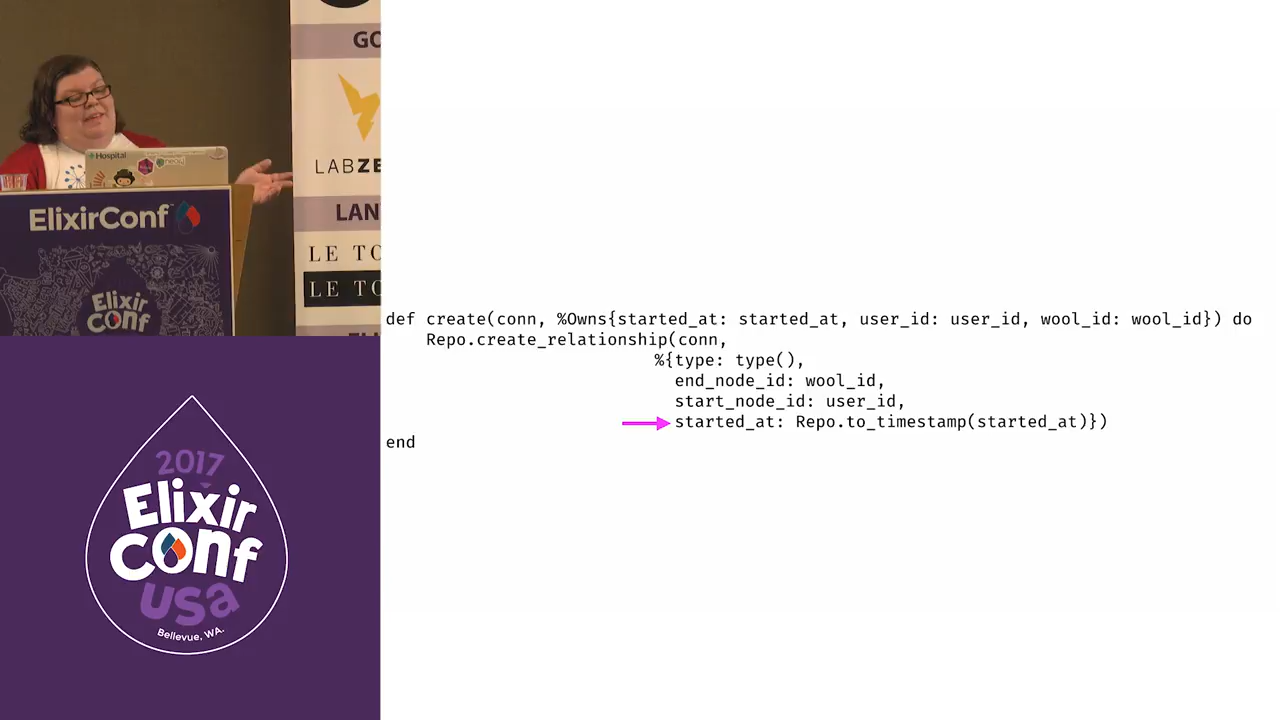 GO
LABZE
LAN
LE TO
LE TO
Hospital
neo4j
ElixirConf
Elixir
Conf
2017
Elixir
Conf
USA
Bellevue, WA.
def create(conn, %Owns{started_at: started_at, user_id: user_id, wool_id: wool_id}) do
Repo.create_relationship(conn,
%{type: type(),
end_node_id: wool_id,
start_node_id: user_id,
started_at: Repo.to_timestamp(started_at)})
end